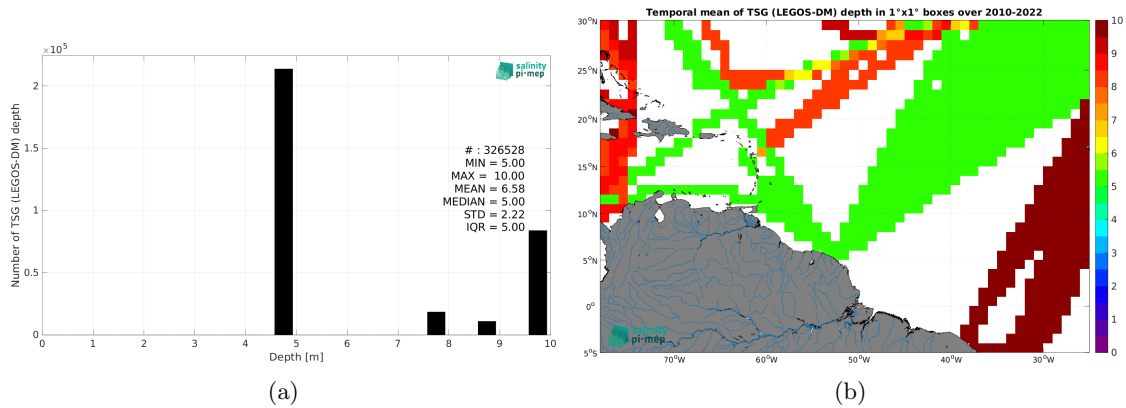 ×10⁵
2
1.5
1
0.5
0
Number of TSG (LEGOS-DM) depth
0 1 2 3 4 5 6 7 8 9 10
Depth [m]
salinity
pi-mep
# : 326528
MIN = 5.00
MAX = 10.00
MEAN = 6.58
MEDIAN = 5.00
STD = 2.22
IQR = 5.00
(a)
Temporal mean of TSG (LEGOS-DM) depth in 1°x1° boxes over 2010-2022
30°N
25°N
20°N
15°N
10°N
5°N
0°
5°S
70°W 60°W 50°W 40°W 30°W
salinity
pi-mep
10
9
8
7
6
5
4
3
2
1
0
(b)